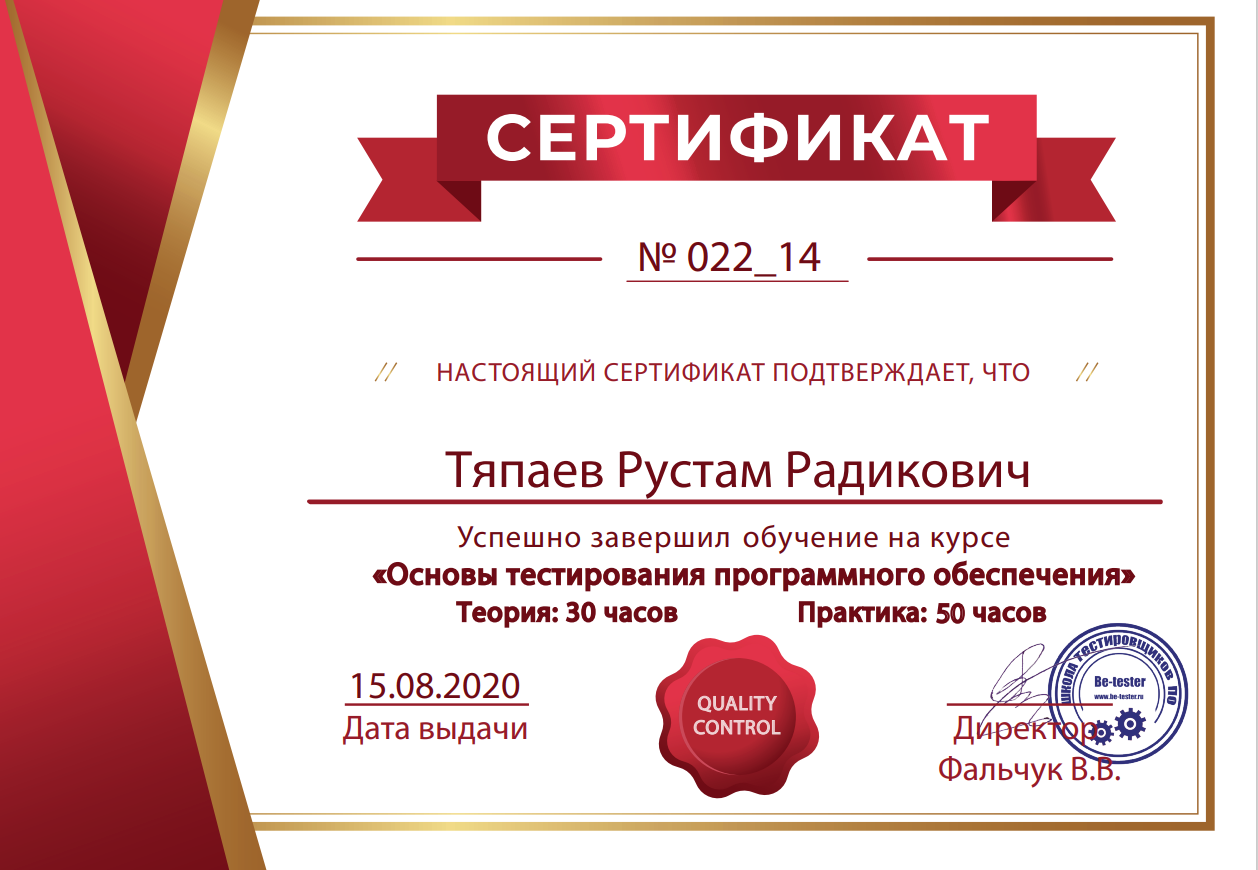 СЕРТИФИКАТ
№ 022_14
// НАСТОЯЩИЙ СЕРТИФИКАТ ПОДТВЕРЖДАЕТ, ЧТО //
Тяпаев Рустам Радикович
Успешно завершил обучение на курсе
«Основы тестирования программного обеспечения»
Теория: 30 часов Практика: 50 часов
15.08.2020
Дата выдачи
QUALITY
CONTROL
ШКОЛА ТЕСТИРОВЩИКОВ ПО
Be-tester
www.be-tester.ru
Директор
Фальчук В.В.